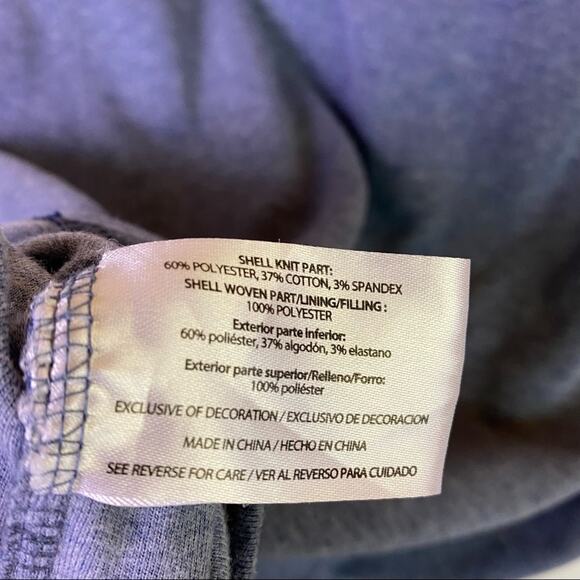 SHELL KNIT PART:
60% POLYESTER, 37% COTTON, 3% SPANDEX
SHELL WOVEN PART/LINING/FILLING :
100% POLYESTER
Exterior parte inferior:
60% poliéster, 37% algodón, 3% elastano
Exterior parte superior/Relleno/Forro:
100% poliéster
EXCLUSIVE OF DECORATION / EXCLUSIVO DE DECORACION
MADE IN CHINA / HECHO EN CHINA
SEE REVERSE FOR CARE / VER AL REVERSO PARA CUIDADO